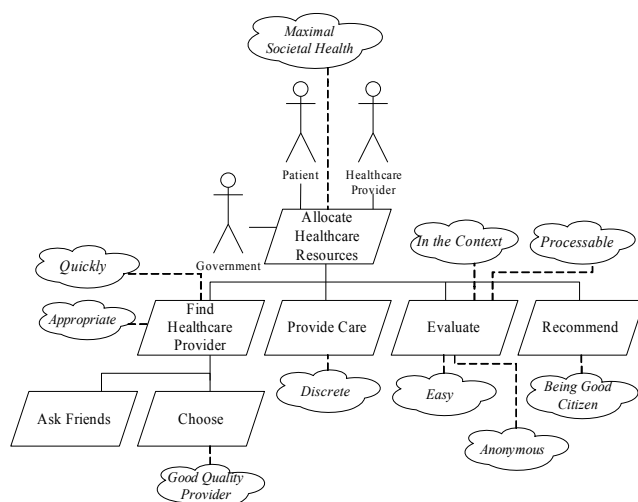 Maximal
Societal Health
Patient
Healthcare
Provider
Government
Allocate
Healthcare
Resources
In the Context
Processable
Quickly
Appropriate
Find
Healthcare
Provider
Provide Care
Evaluate
Recommend
Discrete
Easy
Being Good
Citizen
Ask Friends
Choose
Anonymous
Good Quality
Provider